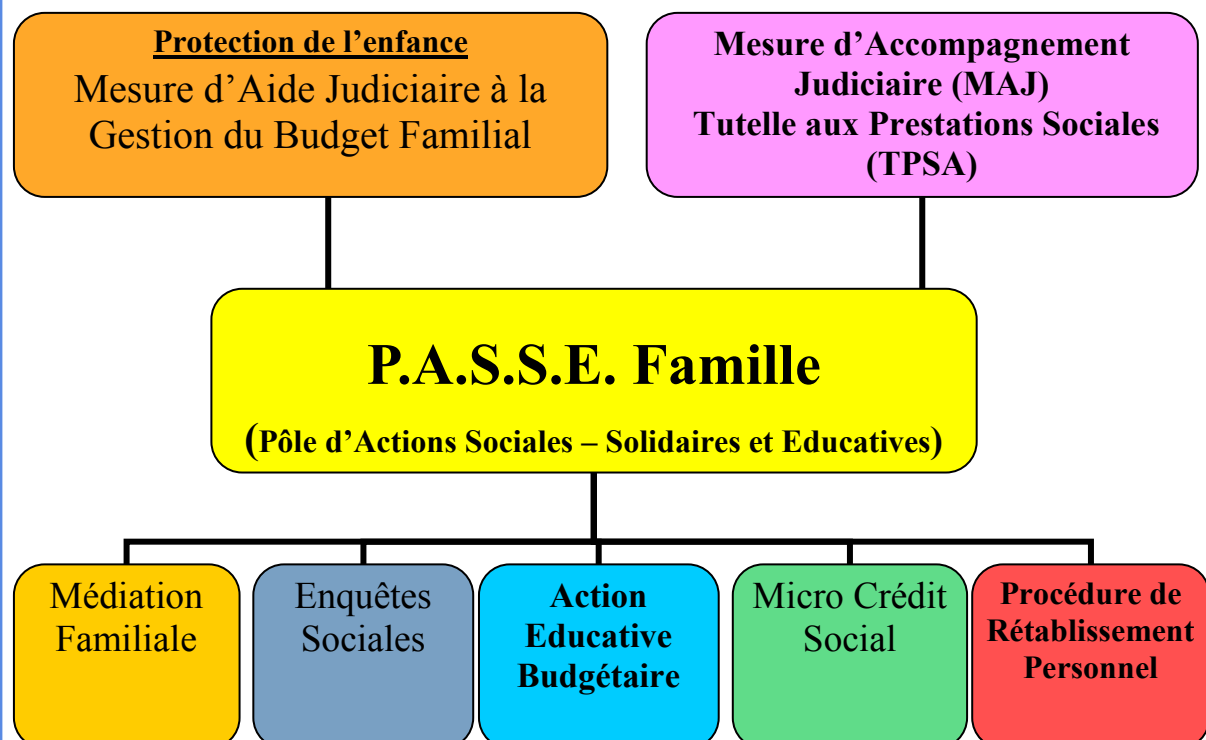 Protection de l’enfance
Mesure d’Aide Judiciaire à la
Gestion du Budget Familial
Mesure d’Accompagnement
Judiciaire (MAJ)
Tutelle aux Prestations Sociales
(TPSA)
P.A.S.S.E. Famille
(Pôle d’Actions Sociales – Solidaires et Educatives)
Médiation
Familiale
Enquêtes
Sociales
Action
Educative
Budgétaire
Micro Crédit
Social
Procédure de
Rétablissement
Personnel